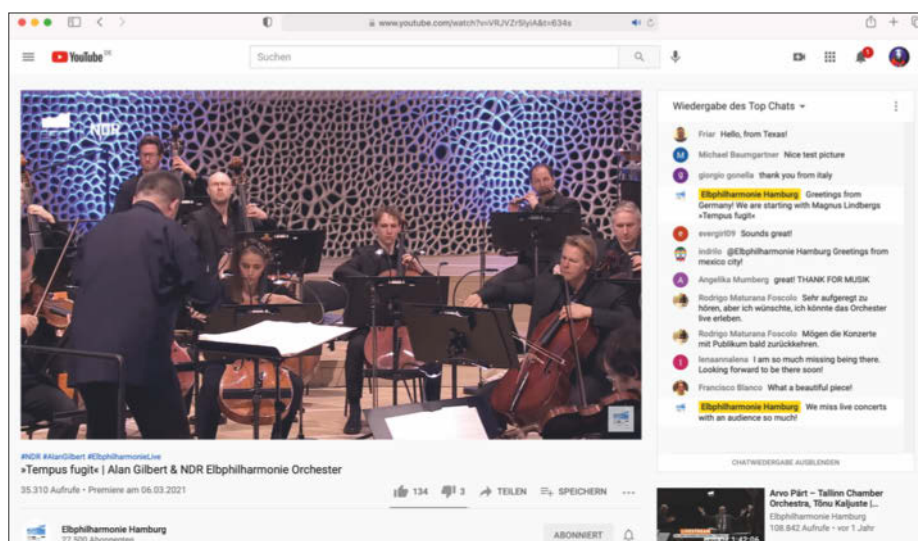 www.youtube.com/watch?v=VRJVZrSlyiA&t=634s
YouTube DE
Suchen
1
NDR
Wiedergabe des Top Chats
Friar Hello, from Texas!
M
Michael Baumgartner Nice test picture
g
giorgio gonella thank you from italy
Elbphilharmonie Hamburg Greetings from
Germany! We are starting with Magnus Lindbergs
»Tempus fugit«
e
evergirl09 Sounds great!
indrilo @Elbphilharmonie Hamburg Greetings from
mexico city!
A
Angelika Mumberg great! THANK FOR MUSIK
Rodrigo Maturana Foscolo Sehr aufgeregt zu
hören, aber ich wünschte, ich könnte das Orchester
live erleben.
Rodrigo Maturana Foscolo Mögen die Konzerte
mit Publikum bald zurückkehren.
lenaannalena I am so much missing being there.
Looking forward to be there soon!
Francisco Blanco What a beautiful piece!
Elbphilharmonie Hamburg We miss live concerts
with an audience so much!
CHATWIEDERGABE AUSBLENDEN
#NDR #AlanGilbert #ElbphilharmonieLive
»Tempus fugit« | Alan Gilbert & NDR Elbphilharmonie Orchester
35.310 Aufrufe • Premiere am 06.03.2021
134
3
TEILEN
SPEICHERN
Elbphilharmonie Hamburg
27.500 Abonnenten
ABONNIERT
Arvo Pärt – Tallinn Chamber
Orchestra, Tõnu Kaljuste |...
Elbphilharmonie Hamburg
108.842 Aufrufe • vor 1 Jahr
1:42:06